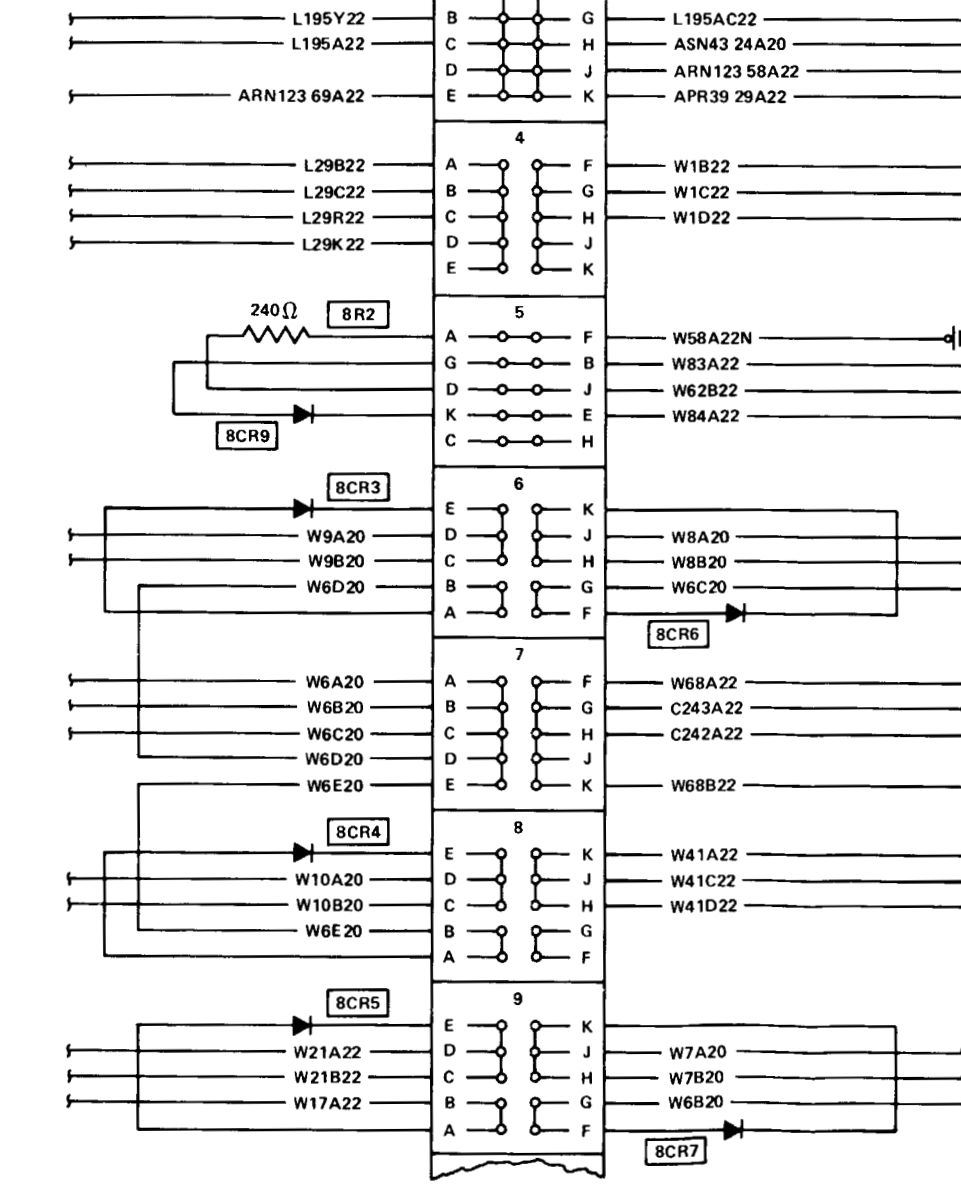 L195Y22 B G L195AC22
L195A22 C H ASN43 24A20
D J ARN123 58A22
ARN123 69A22 E K APR39 29A22
4
L29B22 A F W1B22
L29C22 B G W1C22
L29R22 C H W1D22
L29K22 D J
E K
240Ω 8R2 5
A F W58A22N
G B W83A22
D J W62B22
K E W84A22
8CR9 C H
8CR3 6
E K
W9A20 D J W8A20
W9B20 C H W8B20
W6D20 B G W6C20
A F
8CR6
7
W6A20 A F W68A22
W6B20 B G C243A22
W6C20 C H C242A22
W6D20 D J
W6E20 E K W68B22
8CR4 8
E K W41A22
W10A20 D J W41C22
W10B20 C H W41D22
W6E20 B G
A F
8CR5 9
E K
W21A22 D J W7A20
W21B22 C H W7B20
W17A22 B G W6B20
A F
8CR7